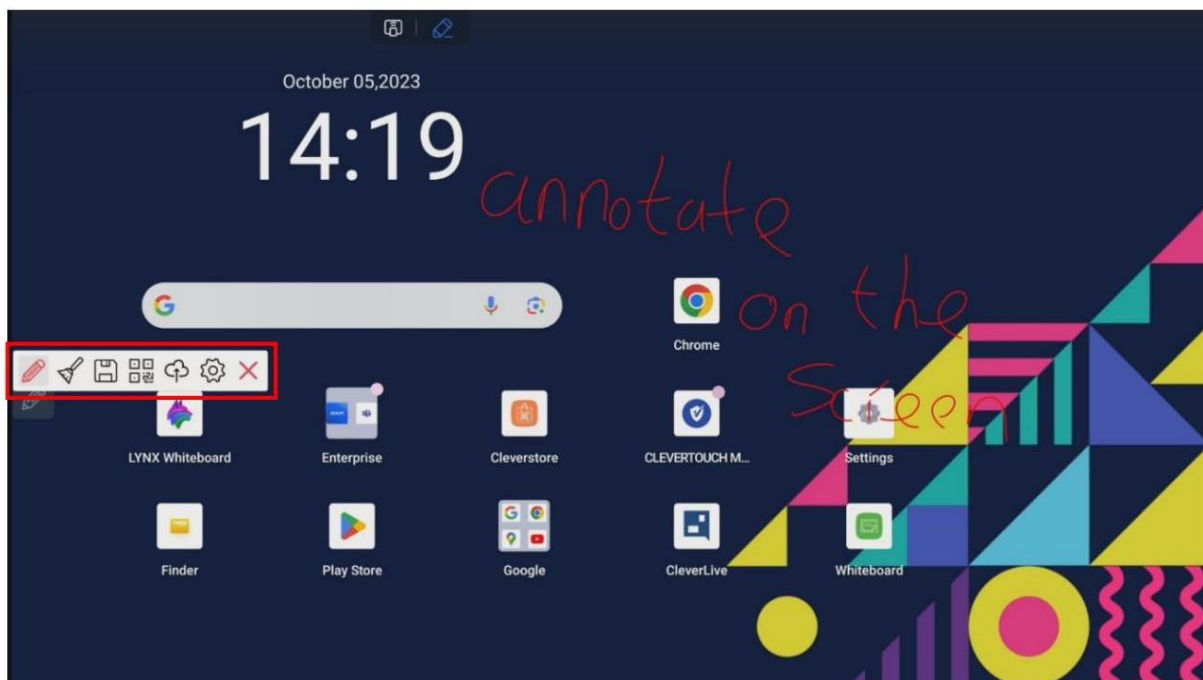 October 05,2023
14:19
annotate
on the
Screen
Chrome
LYNX Whiteboard
Enterprise
Cleverstore
CLEVERTOUCH M...
Settings
Finder
Play Store
Google
CleverLive
Whiteboard